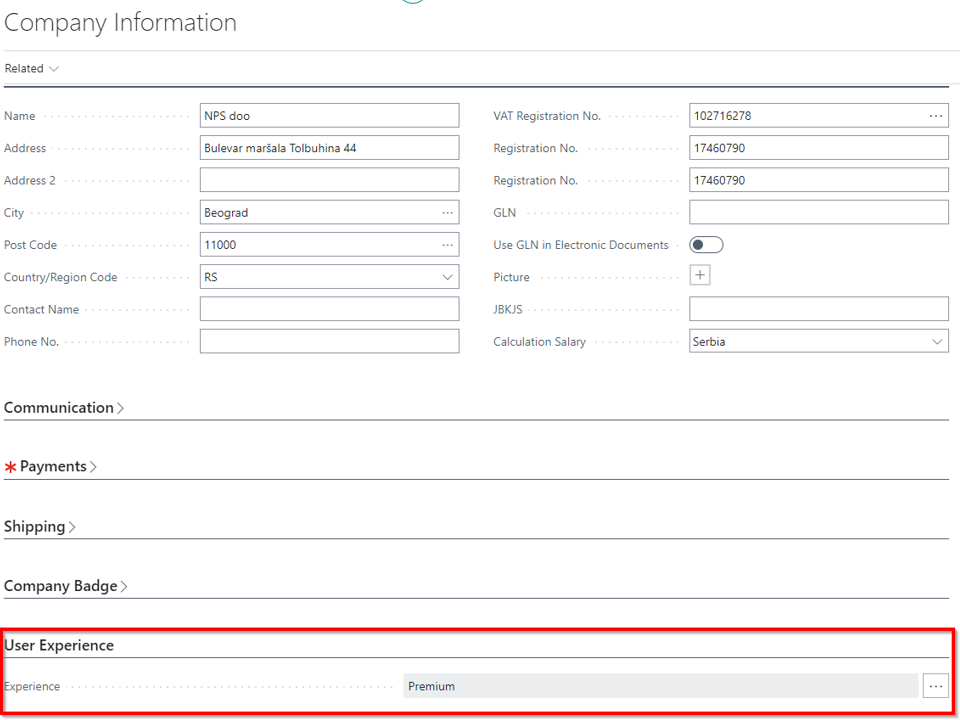 Company Information
Related
Name NPS doo
Address Bulevar maršala Tolbuhina 44
Address 2
City Beograd
Post Code 11000
Country/Region Code RS
Contact Name
Phone No.
VAT Registration No. 102716278
Registration No. 17460790
Registration No. 17460790
GLN
Use GLN in Electronic Documents
Picture
JBKJS
Calculation Salary Serbia
Communication
Payments
Shipping
Company Badge
User Experience
Experience Premium